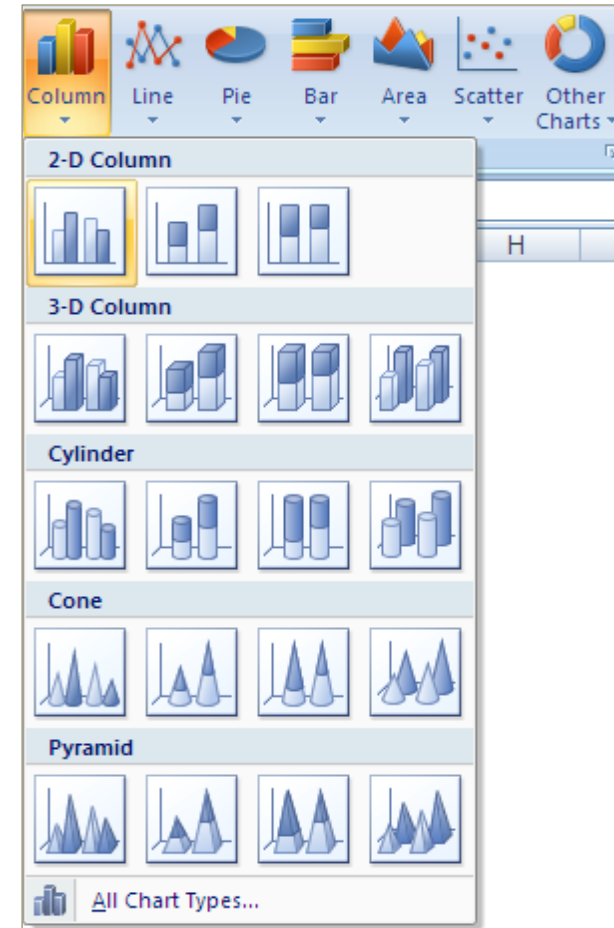 Column Line Pie Bar Area Scatter Other
Charts
2-D Column
H
3-D Column
Cylinder
Cone
Pyramid
All Chart Types...